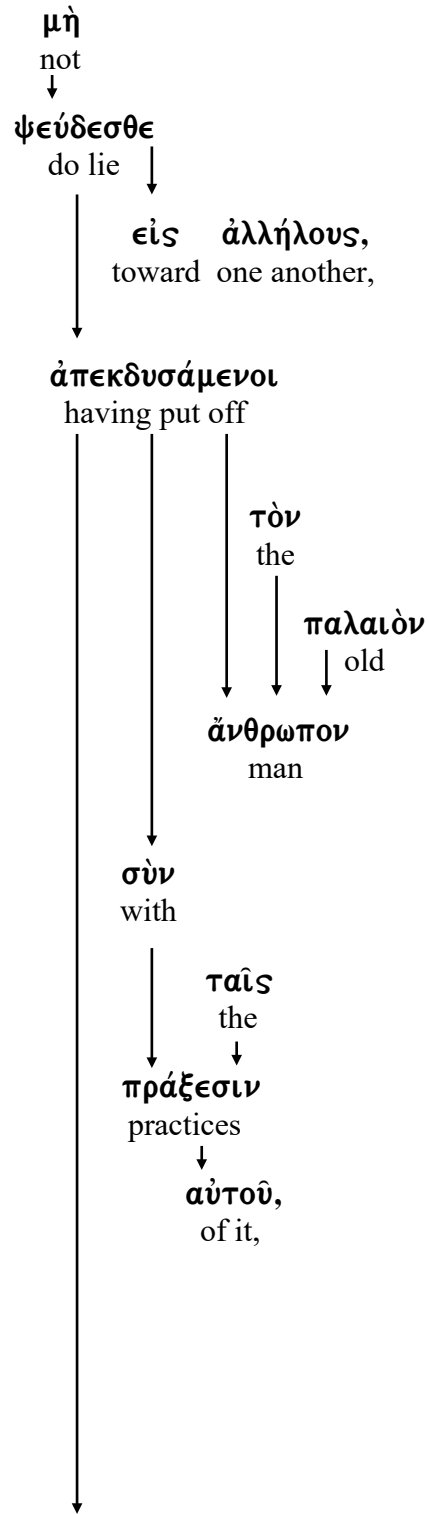 μὴ
not
ψεύδεσθε
do lie
εἰς ἀλλήλους,
toward one another,
ἀπεκδυσάμενοι
having put off
τὸν
the
παλαιὸν
old
ἄνθρωπον
man
σὺν
with
ταῖς
the
πράξεσιν
practices
αὐτοῦ,
of it,